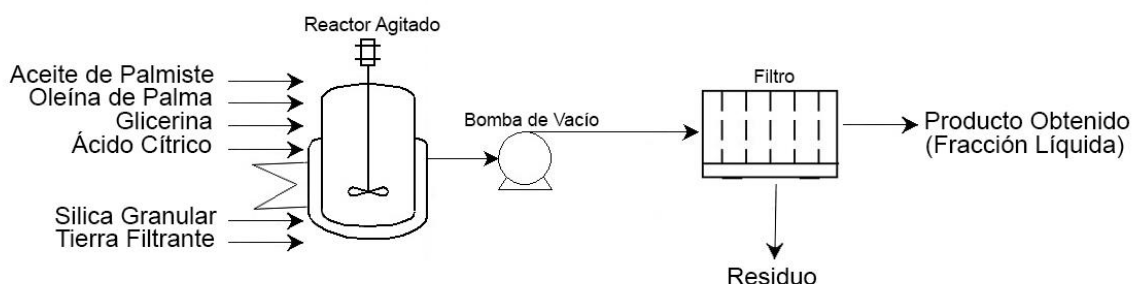 Reactor Agitado
Aceite de Palmiste
Oleína de Palma
Glicerina
Ácido Cítrico
Silica Granular
Tierra Filtrante
Bomba de Vacío
Filtro
Producto Obtenido
(Fracción Líquida)
Residuo